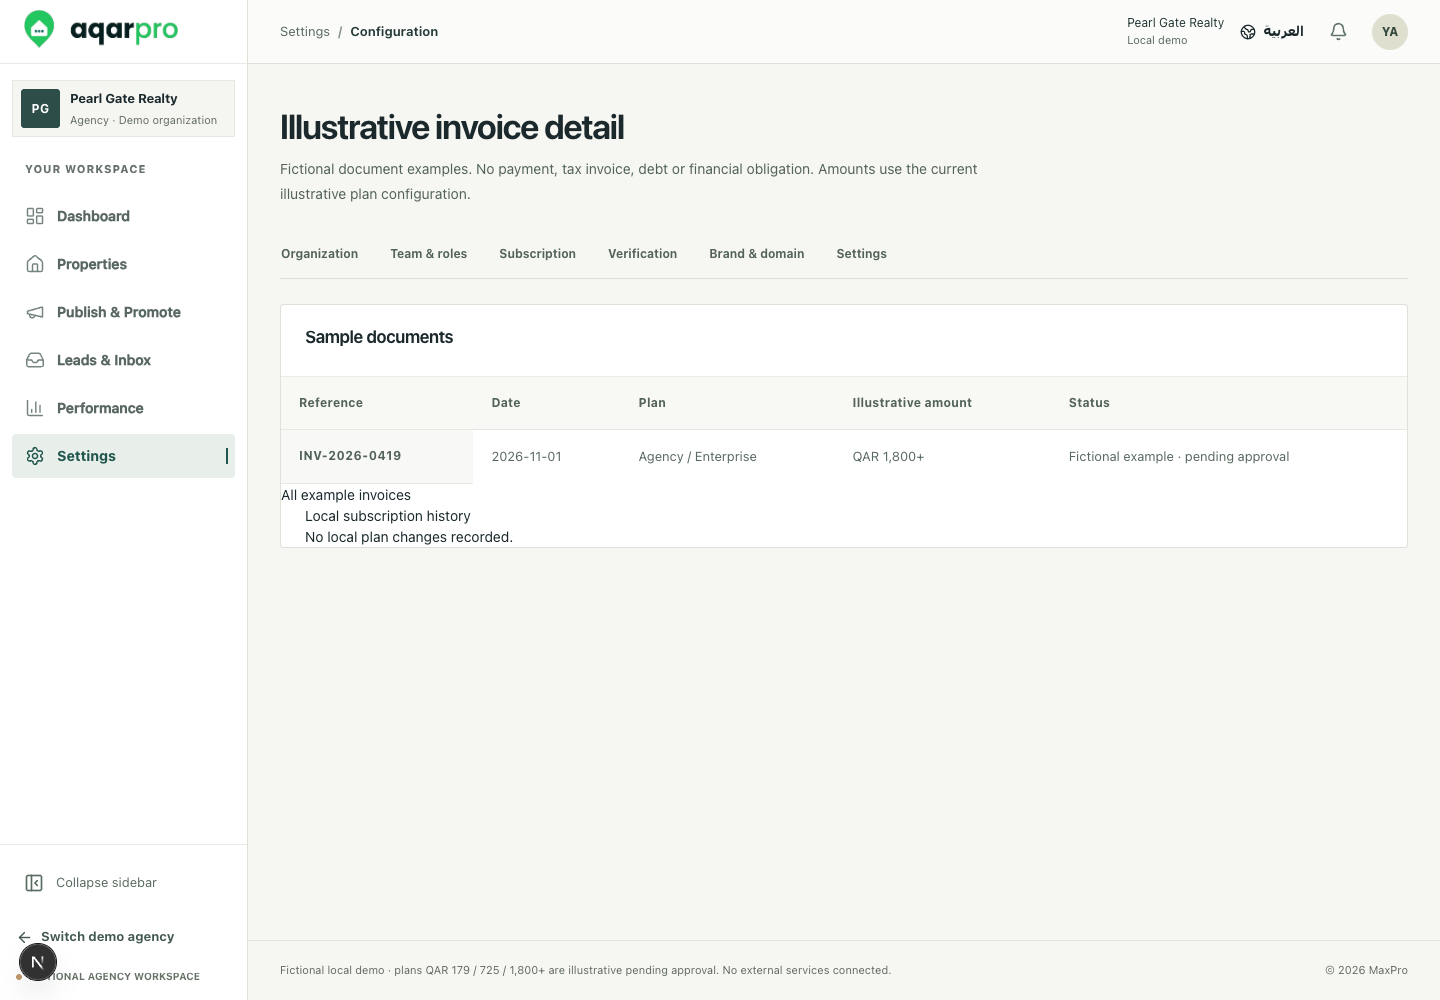 aqarpro
Settings / Configuration
Pearl Gate Realty
Local demo
العربية
YA
PG
Pearl Gate Realty
Agency · Demo organization
YOUR WORKSPACE
Dashboard
Properties
Publish & Promote
Leads & Inbox
Performance
Settings
Collapse sidebar
Switch demo agency
N
AGENCY WORKSPACE
Illustrative invoice detail
Fictional document examples. No payment, tax invoice, debt or financial obligation. Amounts use the current
illustrative plan configuration.
Organization Team & roles Subscription Verification Brand & domain Settings
Sample documents
Reference Date Plan Illustrative amount Status
INV-2026-0419 2026-11-01 Agency / Enterprise QAR 1,800+ Fictional example · pending approval
All example invoices
Local subscription history
No local plan changes recorded.
Fictional local demo · plans QAR 179 / 725 / 1,800+ are illustrative pending approval. No external services connected.
© 2026 MaxPro